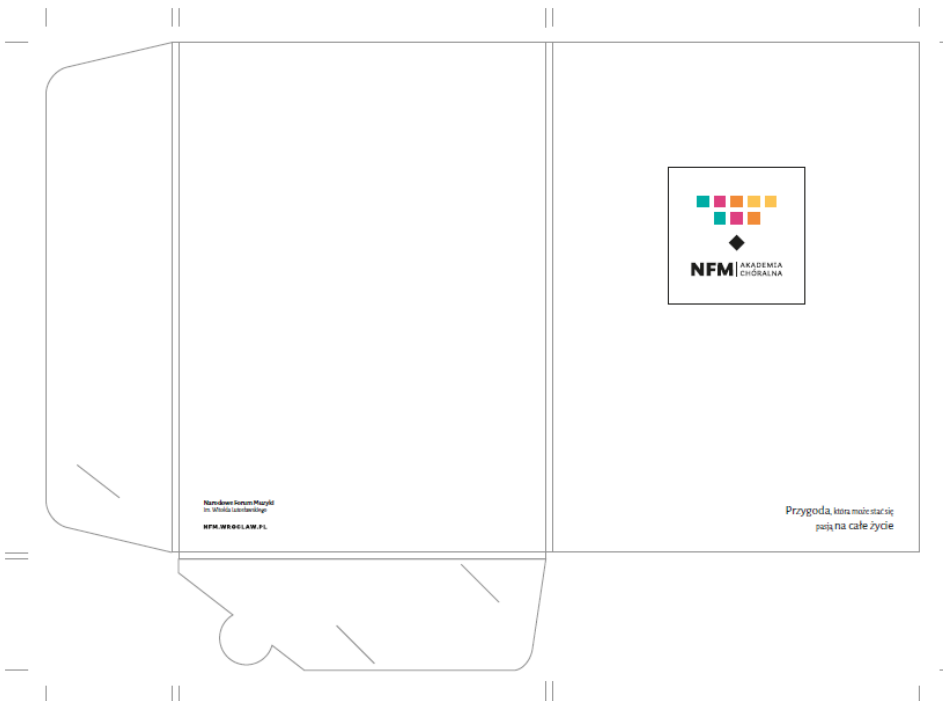 NFM AKADEMIA
CHÓRALNA
Narodowe Forum Muzyki
im. Witolda Lutosławskiego
NFM.WROCLAW.PL
Przygoda, która może stać się
pasją na całe życie